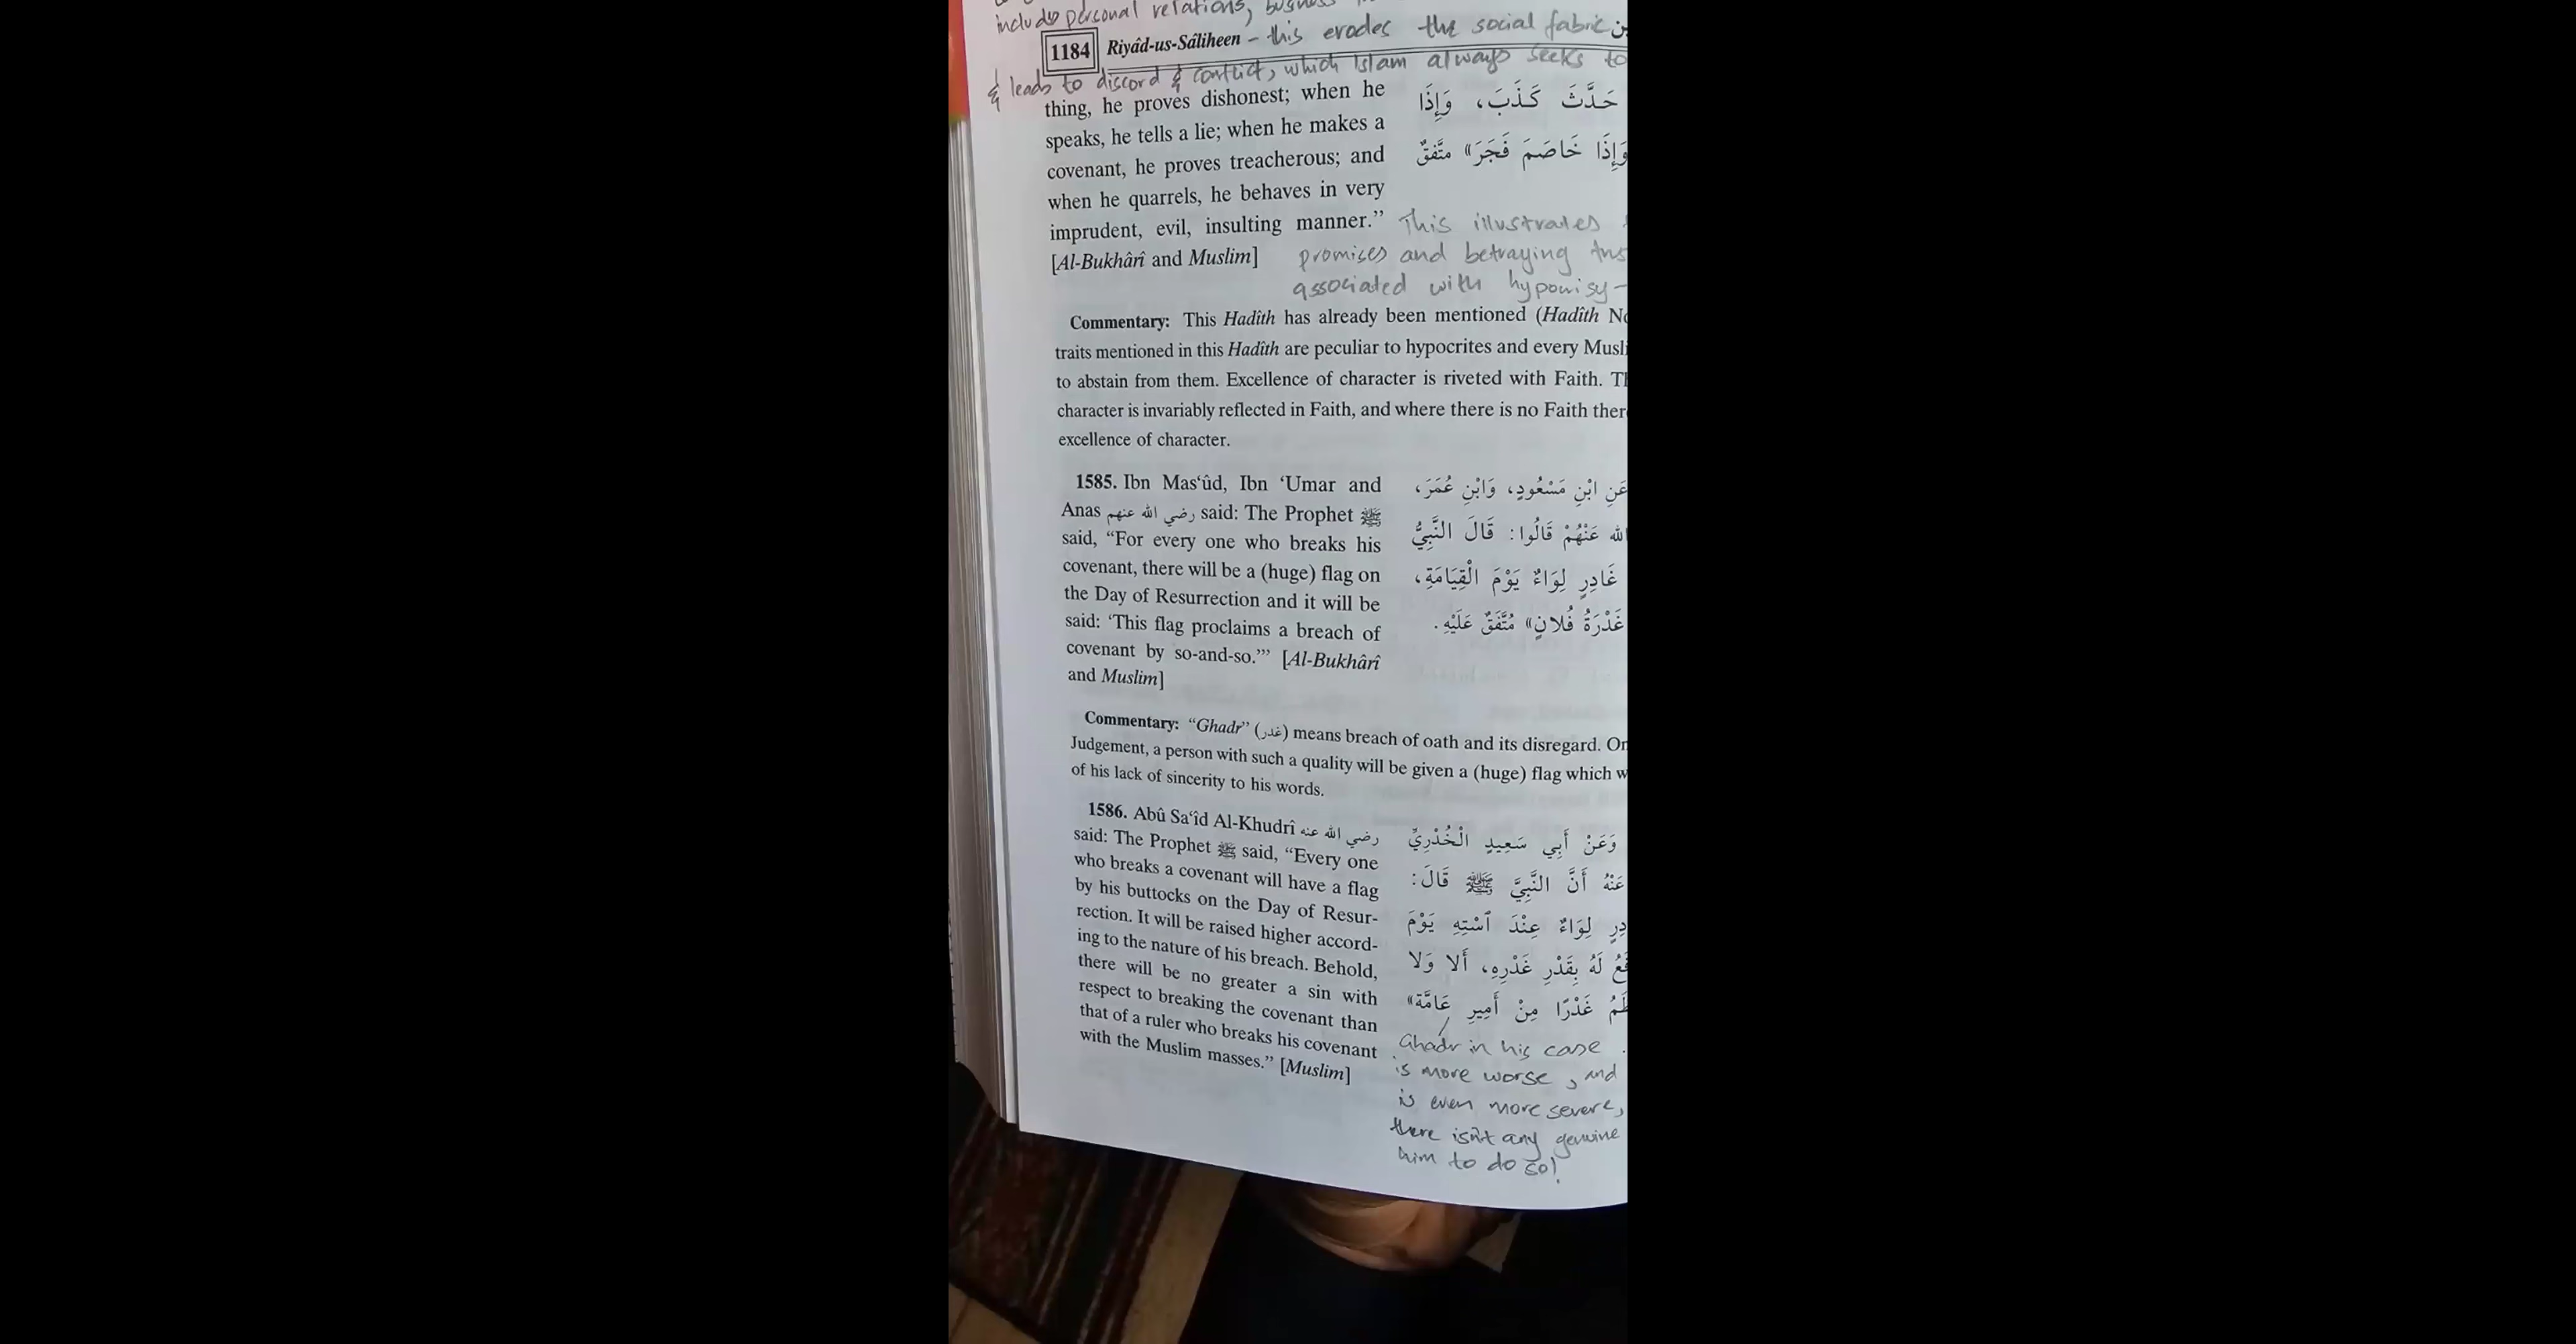 include personal relations, business
1184 Riyâd-us-Sâliheen – this erodes the social fabric
& leads to discord & conflict, which Islam always seeks to
thing, he proves dishonest; when he
speaks, he tells a lie; when he makes a
covenant, he proves treacherous; and
when he quarrels, he behaves in very
imprudent, evil, insulting manner.”
[Al-Bukhârî and Muslim]
حَدَّثَ كَذَبَ، وَإِذَا
وَإِذَا خَاصَمَ فَجَرَ» متَّفقٌ
This illustrates
promises and betraying
associated with hypocrisy –
Commentary: This Hadîth has already been mentioned (Hadîth No
traits mentioned in this Hadîth are peculiar to hypocrites and every Musli
to abstain from them. Excellence of character is riveted with Faith. Th
character is invariably reflected in Faith, and where there is no Faith ther
excellence of character.
1585. Ibn Mas‘ûd, Ibn ‘Umar and
Anas رضي الله عنهم said: The Prophet ﷺ
said, “For every one who breaks his
covenant, there will be a (huge) flag on
the Day of Resurrection and it will be
said: ‘This flag proclaims a breach of
covenant by so-and-so.’” [Al-Bukhârî
and Muslim]
عَنِ ابْنِ مَسْعُودٍ، وَابْنِ عُمَرَ،
الله عَنْهُمْ قَالُوا: قَالَ النَّبِيُّ
غَادِرٍ لِوَاءٌ يَوْمَ الْقِيَامَةِ،
غَدْرَةُ فُلانٍ» مُتَّفَقٌ عَلَيْهِ.
Commentary: “Ghadr” (غدر) means breach of oath and its disregard. On
Judgement, a person with such a quality will be given a (huge) flag which w
of his lack of sincerity to his words.
1586. Abû Sa‘îd Al-Khudrî رضي الله عنه
said: The Prophet ﷺ said, “Every one
who breaks a covenant will have a flag
by his buttocks on the Day of Resur-
rection. It will be raised higher accord-
ing to the nature of his breach. Behold,
there will be no greater a sin with
respect to breaking the covenant than
that of a ruler who breaks his covenant
with the Muslim masses.” [Muslim]
وَعَنْ أَبِي سَعِيدٍ الْخُدْرِيِّ
عَنْهُ أَنَّ النَّبِيَّ ﷺ قَالَ:
دِرٍ لِوَاءٌ عِنْدَ ٱسْتِهِ يَوْمَ
فَعُ لَهُ بِقَدْرِ غَدْرِهِ، أَلا وَلا
ظَمُ غَدْرًا مِنْ أَمِيرِ عَامَّة»
Ghadr in his case
is more worse, and
is even more severe,
there isn't any genuine
him to do so!